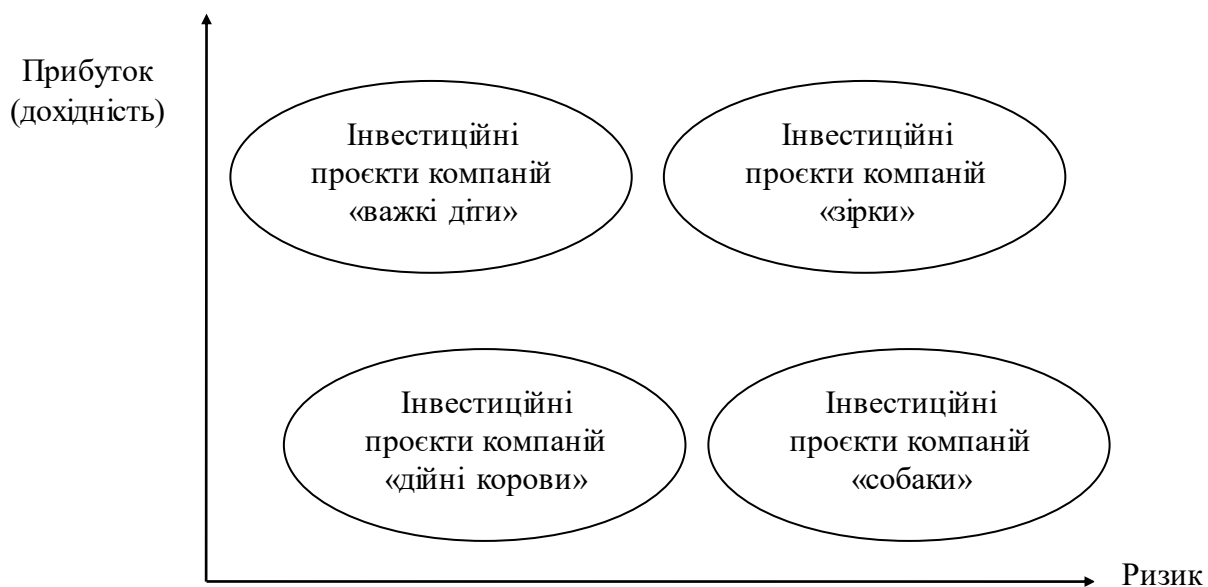 Прибуток
(дохідність)
Інвестиційні
проєкти компаній
«важкі діти»
Інвестиційні
проєкти компаній
«зірки»
Інвестиційні
проєкти компаній
«дійні корови»
Інвестиційні
проєкти компаній
«собаки»
Ризик